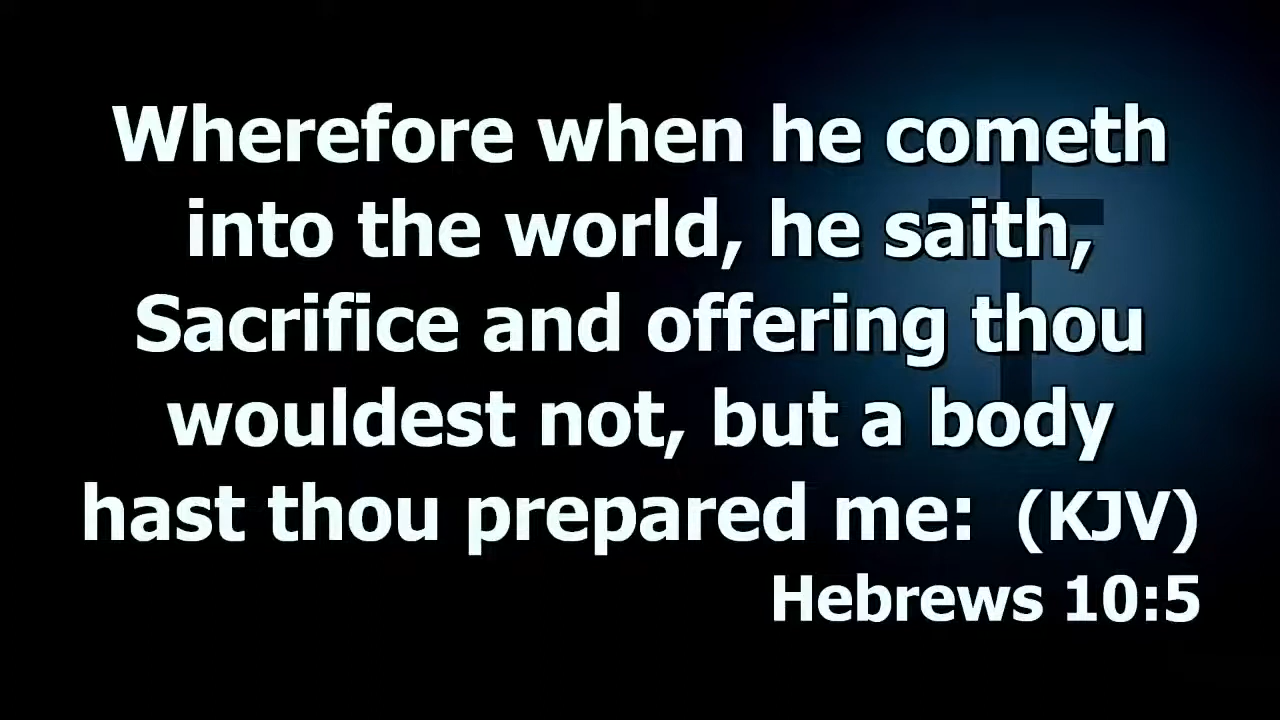 Wherefore when he cometh
into the world, he saith,
Sacrifice and offering thou
wouldest not, but a body
hast thou prepared me: (KJV)
Hebrews 10:5